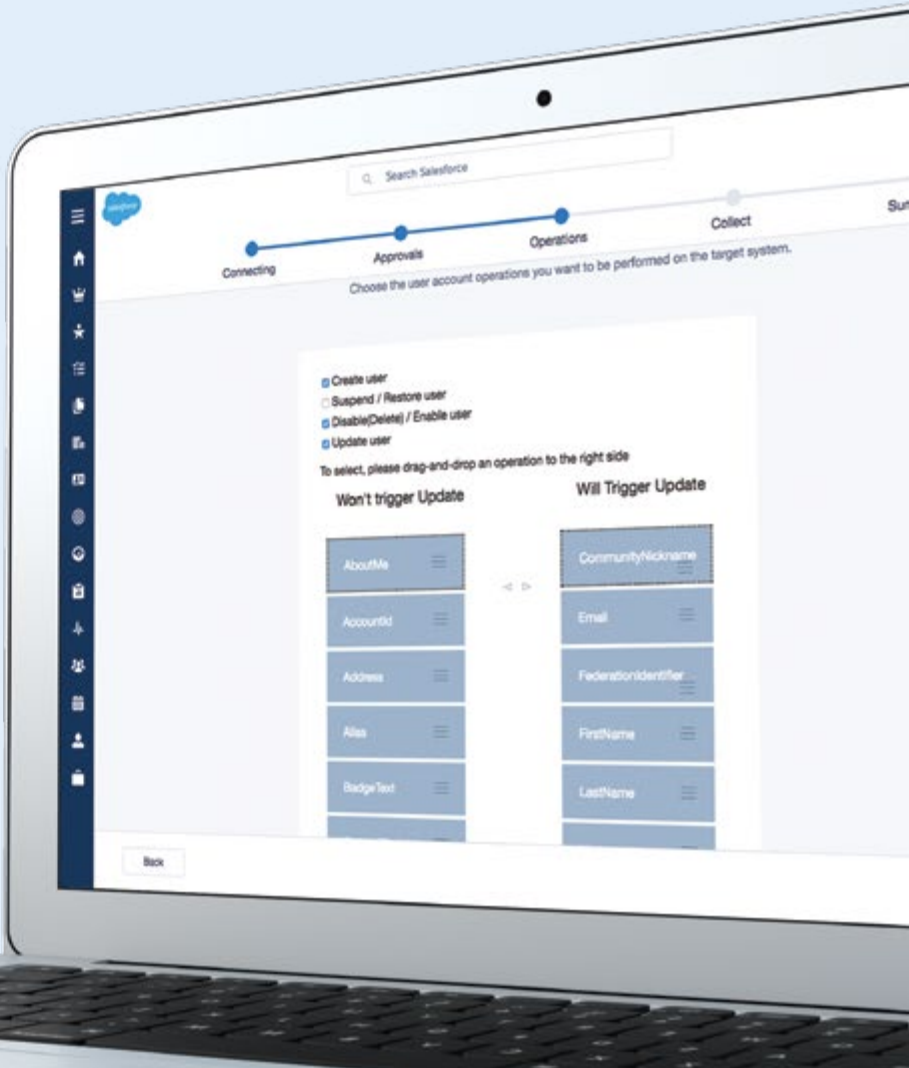 salesforce
Search Salesforce
Connecting
Approvals
Operations
Collect
Sum
Choose the user account operations you want to be performed on the target system.
Create user
Suspend / Restore user
Disable(Delete) / Enable user
Update user
To select, please drag-and-drop an operation to the right side
Won't trigger Update
Will Trigger Update
AboutMe
CommunityNickname
AccountId
Email
Address
FederationIdentifier
Alias
FirstName
BadgeText
LastName
Back